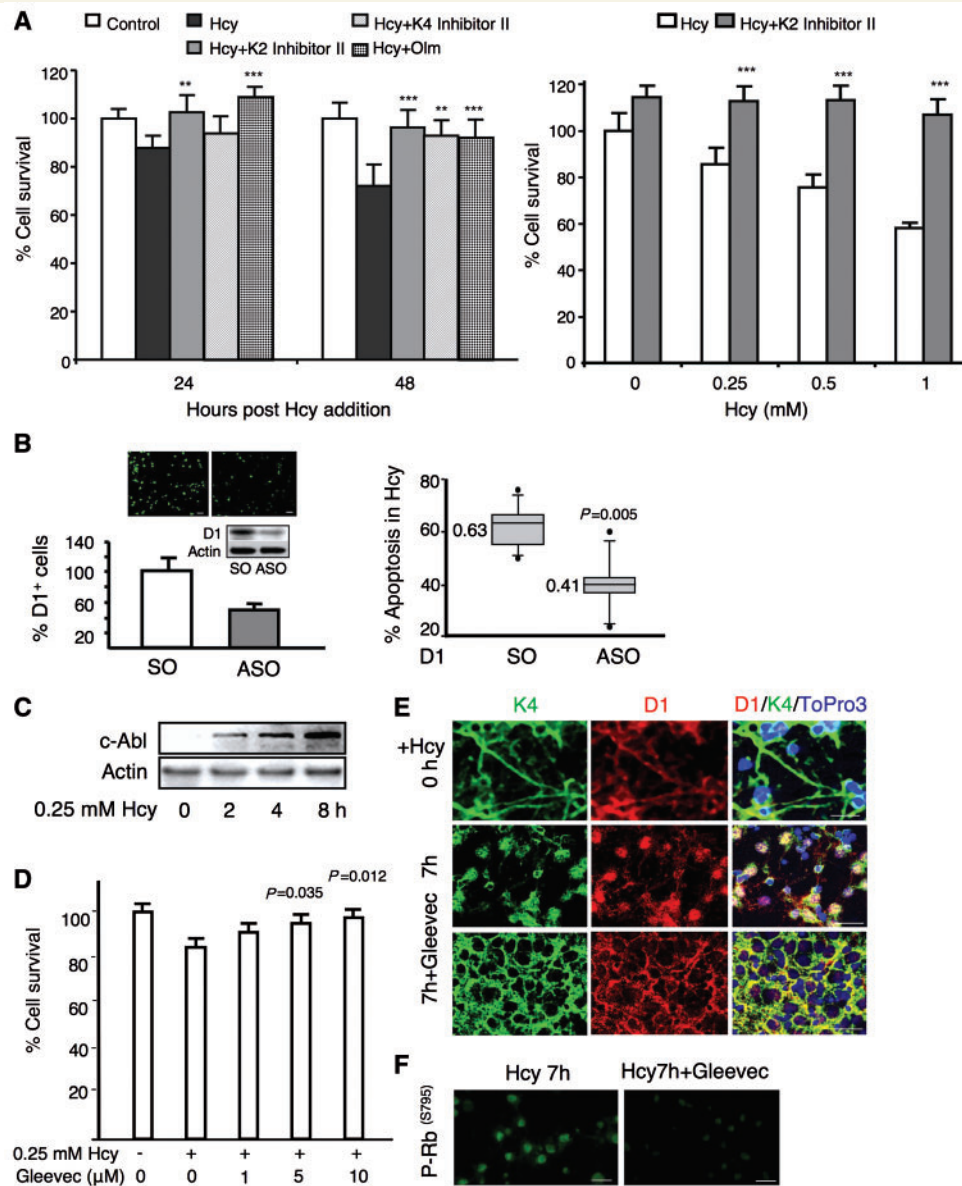 A
Control
Hcy
Hcy+K4 Inhibitor II
Hcy+K2 Inhibitor II
Hcy+Olm
% Cell survival
120
100
80
60
40
20
0
**
***
***
**
***
24
48
Hours post Hcy addition
Hcy
Hcy+K2 Inhibitor II
% Cell survival
120
100
80
60
40
20
0
***
***
***
0
0.25
0.5
1
Hcy (mM)
B
% D1+ cells
140
100
60
20
D1
Actin
SO ASO
SO
ASO
% Apoptosis in Hcy
80
60
40
20
0.63
P=0.005
0.41
D1
SO
ASO
C
c-Abl
Actin
0.25 mM Hcy 0 2 4 8 h
D
% Cell survival
100
80
60
40
20
P=0.035
P=0.012
0.25 mM Hcy - + + + +
Gleevec (µM) 0 0 1 5 10
E
K4
D1
D1/K4/ToPro3
+Hcy
0 h
7h
7h+Gleevec
F
Hcy 7h
Hcy7h+Gleevec
P-Rb (S795)